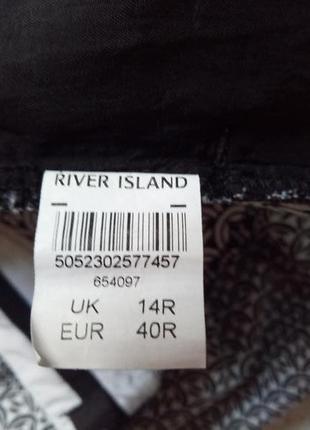 RIVER ISLAND
5052302577457
654097
UK 14R
EUR 40R